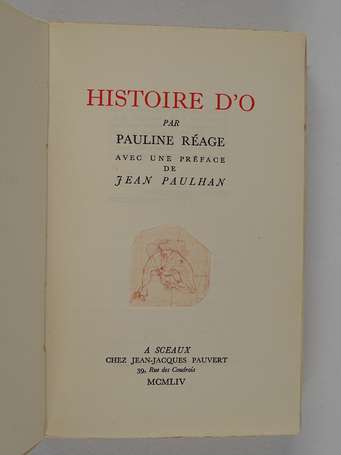 HISTOIRE D'O
PAR
PAULINE RÉAGE
AVEC UNE PRÉFACE
DE
JEAN PAULHAN
A SCEAUX
CHEZ JEAN-JACQUES PAUVERT
39, Rue des Coudrais
MCMLIV